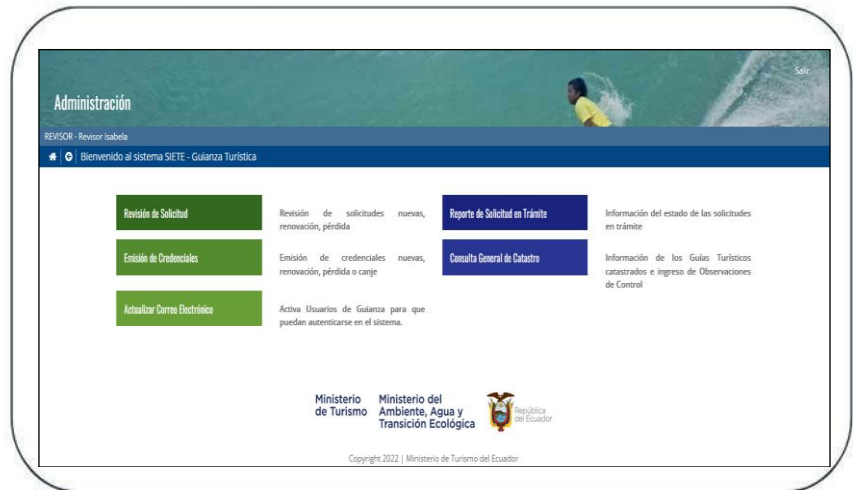 Salir
Administración
REVISOR - Revisor Isabela
Bienvenido al sistema SIETE - Guianza Turística
Revisión de Solicitud
Revisión de solicitudes nuevas,
renovación, pérdida
Reporte de Solicitud en Trámite
Información del estado de las solicitudes
en trámite
Emisión de Credenciales
Emisión de credenciales nuevas,
renovación, pérdida o canje
Consulta General de Catastro
Información de los Guías Turísticos
catastrados e ingreso de Observaciones
de Control
Actualizar Correo Electrónico
Activa Usuarios de Guianza para que
puedan autenticarse en el sistema.
Ministerio
de Turismo
Ministerio del
Ambiente, Agua y
Transición Ecológica
República
del Ecuador
Copyright 2022 | Ministerio de Turismo del Ecuador